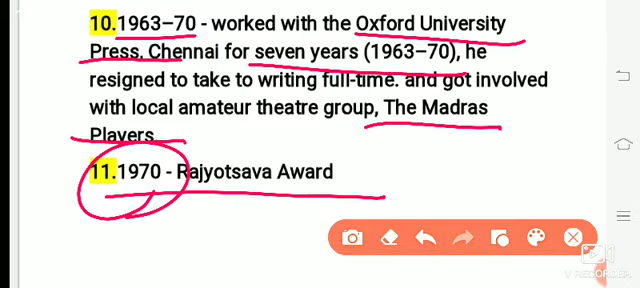 10.1963–70 - worked with the Oxford University
Press, Chennai for seven years (1963–70), he
resigned to take to writing full-time. and got involved
with local amateur theatre group, The Madras
Players
11.1970 - Rajyotsava Award
V RECORDER